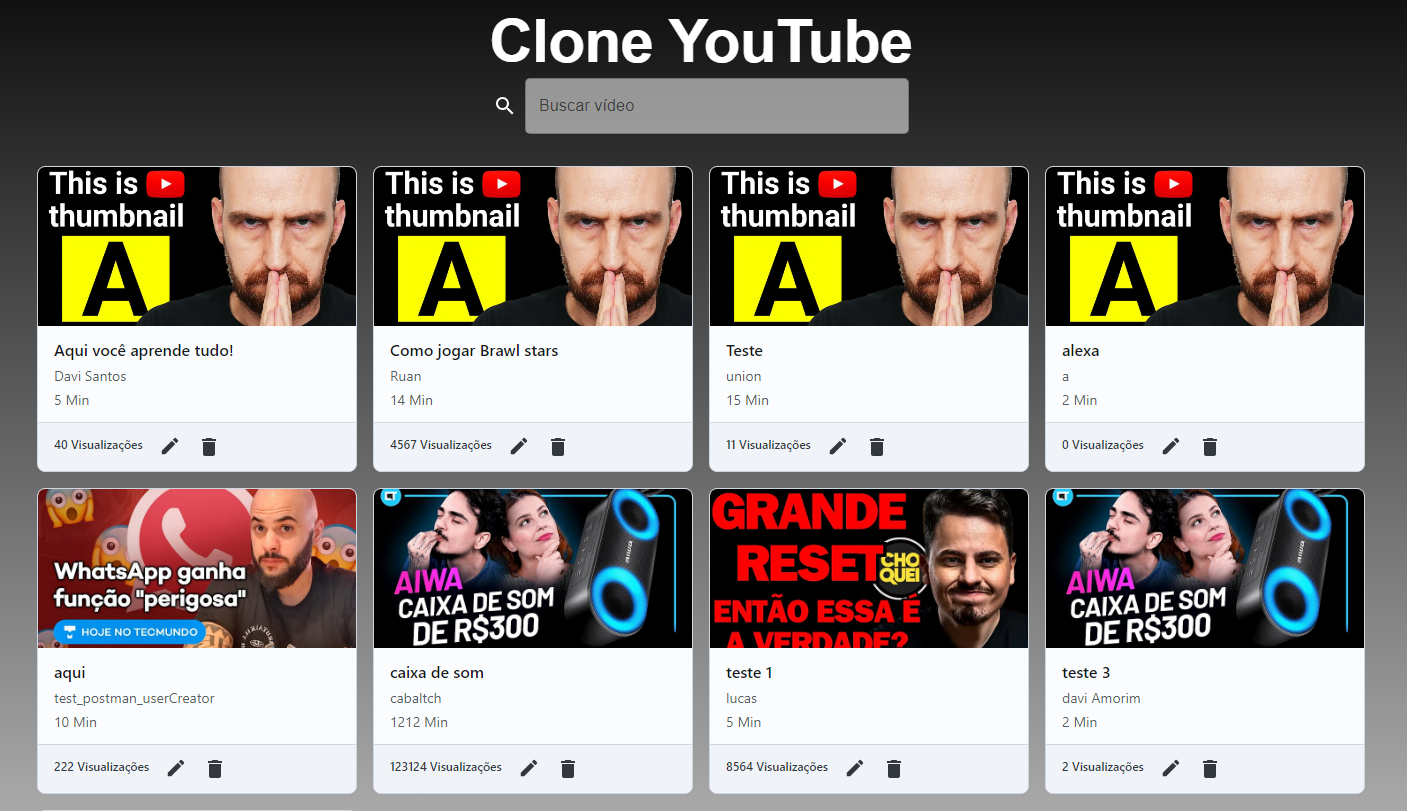 Clone YouTube
Buscar vídeo
This is
thumbnail
A
This is
thumbnail
A
This is
thumbnail
A
This is
thumbnail
A
Aqui você aprende tudo!
Davi Santos
5 Min
40 Visualizações
Como jogar Brawl stars
Ruan
14 Min
4567 Visualizações
Teste
union
15 Min
11 Visualizações
alexa
a
2 Min
0 Visualizações
WhatsApp ganha
função "perigosa"
HOJE NO TECMUNDO
AIWA
CAIXA DE SOM
DE R$300
GRANDE
RESET
CHO
QUEI
ENTÃO ESSA É
A VERDADE?
AIWA
CAIXA DE SOM
DE R$300
aqui
test_postman_userCreator
10 Min
222 Visualizações
caixa de som
cabaltch
1212 Min
123124 Visualizações
teste 1
lucas
5 Min
8564 Visualizações
teste 3
davi Amorim
2 Min
2 Visualizações